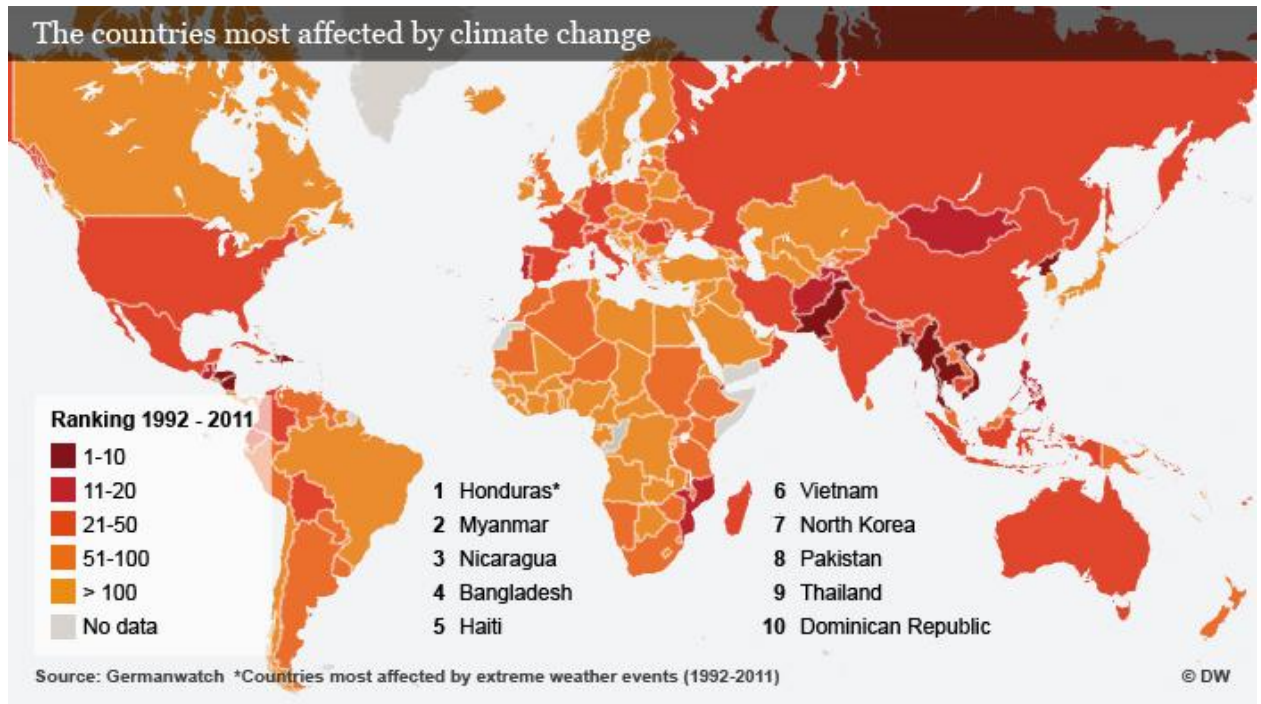 The countries most affected by climate change
Ranking 1992 - 2011
1-10
11-20
21-50
51-100
> 100
No data
1 Honduras*
2 Myanmar
3 Nicaragua
4 Bangladesh
5 Haiti
6 Vietnam
7 North Korea
8 Pakistan
9 Thailand
10 Dominican Republic
Source: Germanwatch *Countries most affected by extreme weather events (1992-2011)
© DW